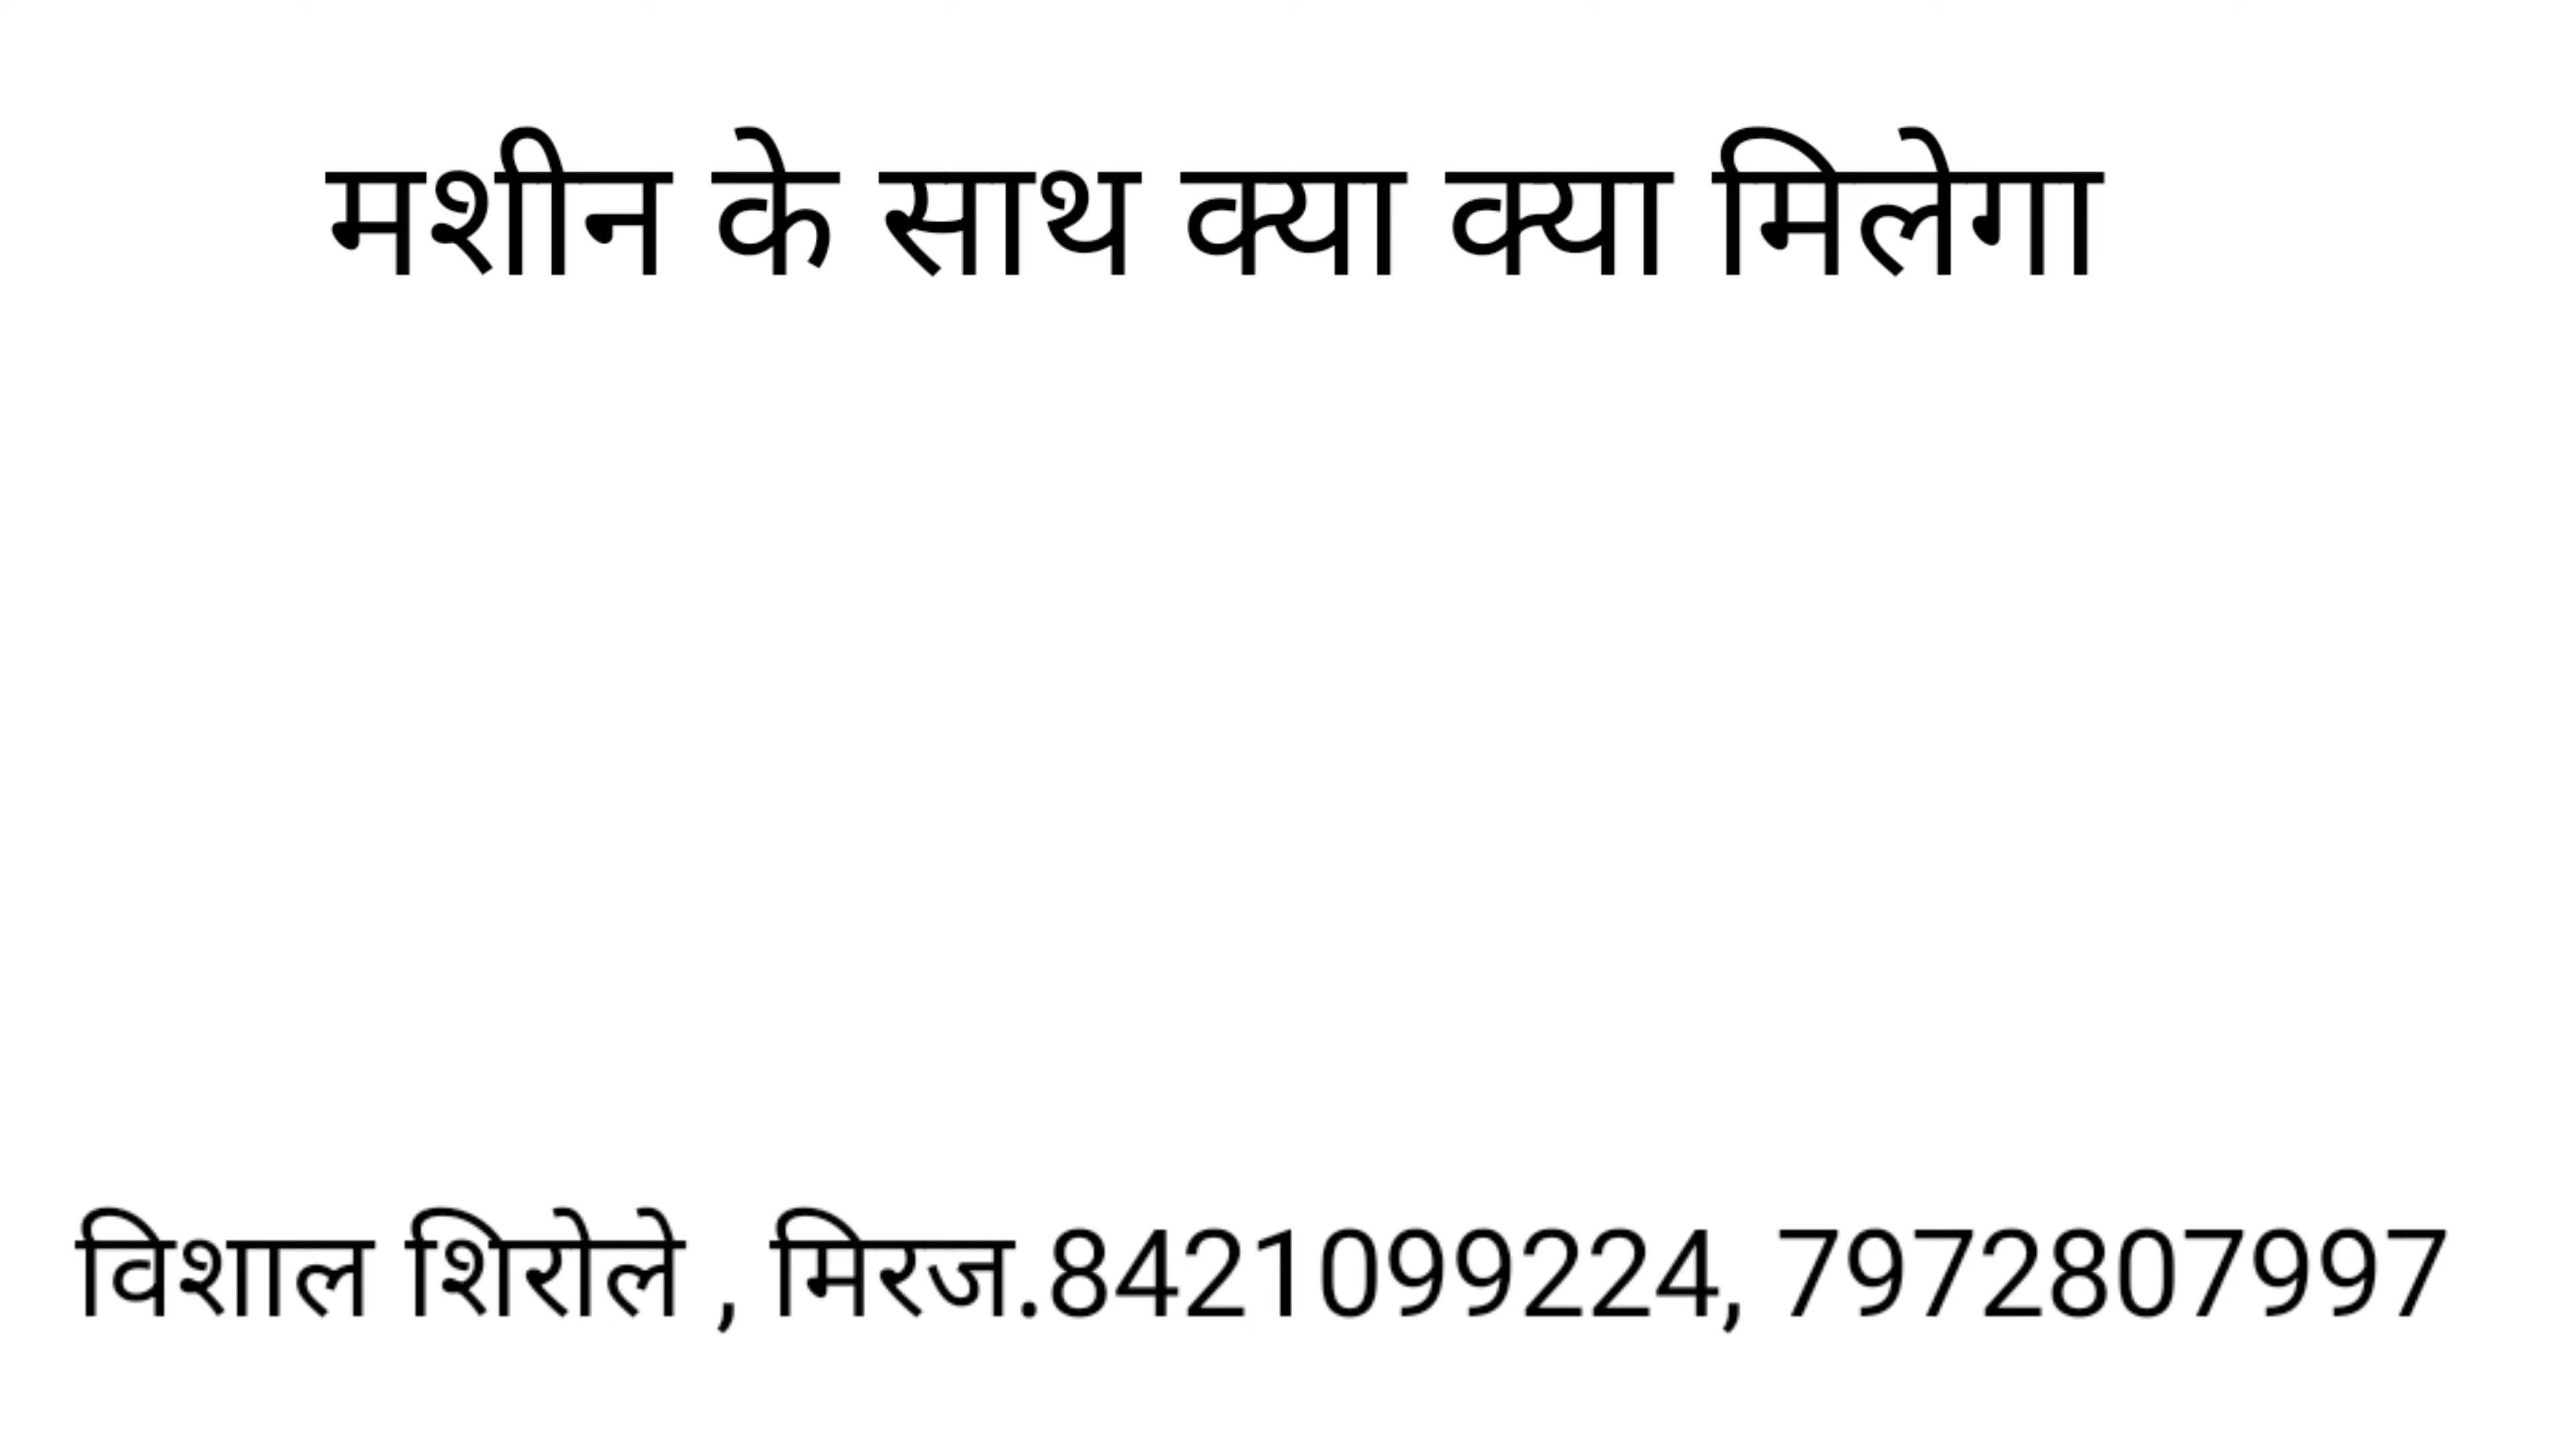 मशीन के साथ क्या क्या मिलेगा
विशाल शिरोले , मिरज.8421099224, 7972807997